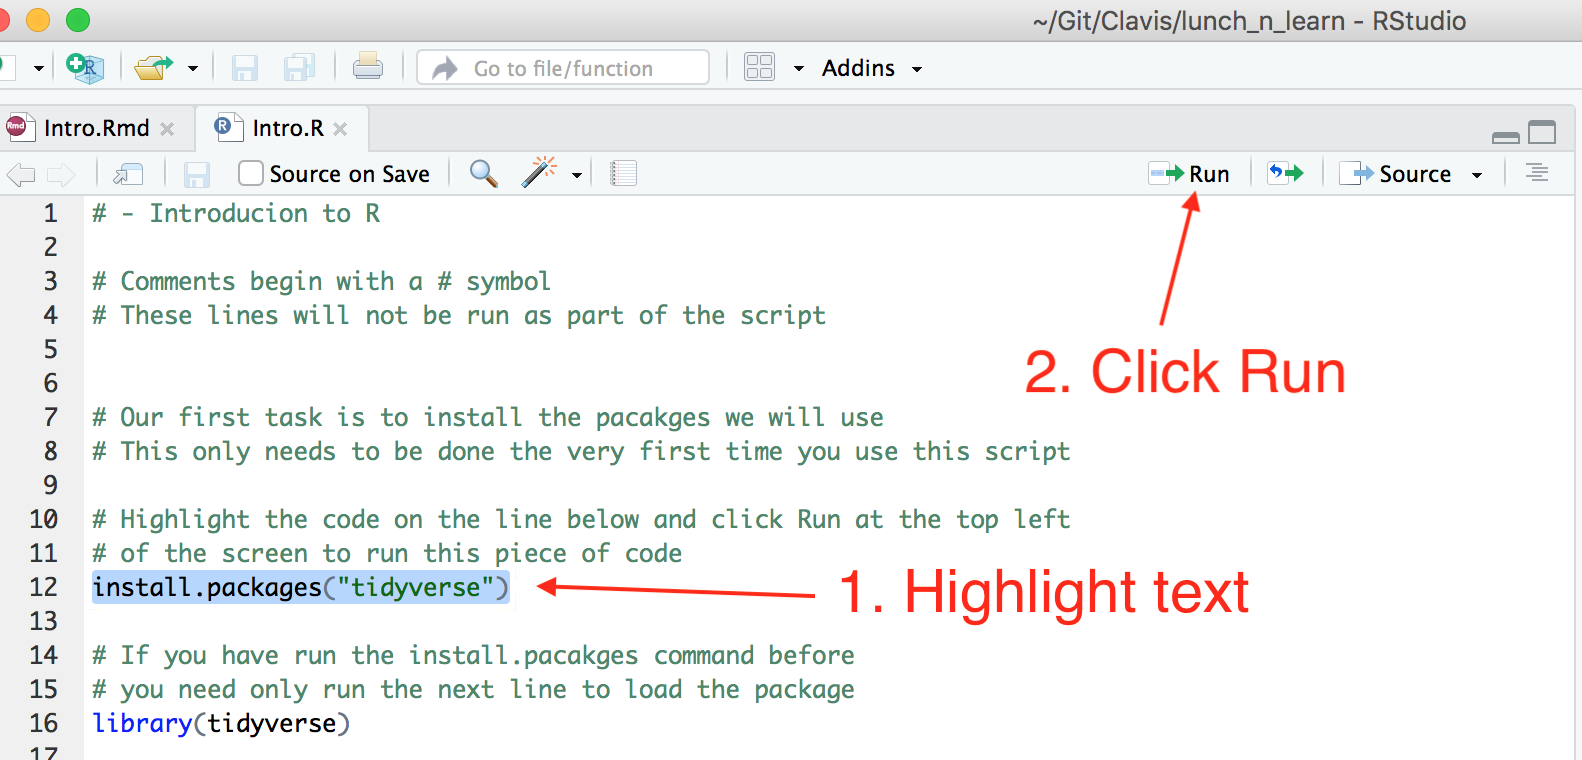 ~/Git/Clavis/lunch_n_learn - RStudio
R
Go to file/function
Addins
Rmd
Intro.Rmd
R
Intro.R
Source on Save
Run
Source
1 # - Introducion to R
2
3 # Comments begin with a # symbol
4 # These lines will not be run as part of the script
5
2. Click Run
6
7 # Our first task is to install the pacakges we will use
8 # This only needs to be done the very first time you use this script
9
10 # Highlight the code on the line below and click Run at the top left
11 # of the screen to run this piece of code
12 install.packages("tidyverse")
1. Highlight text
13
14 # If you have run the install.pacakges command before
15 # you need only run the next line to load the package
16 library(tidyverse)
17